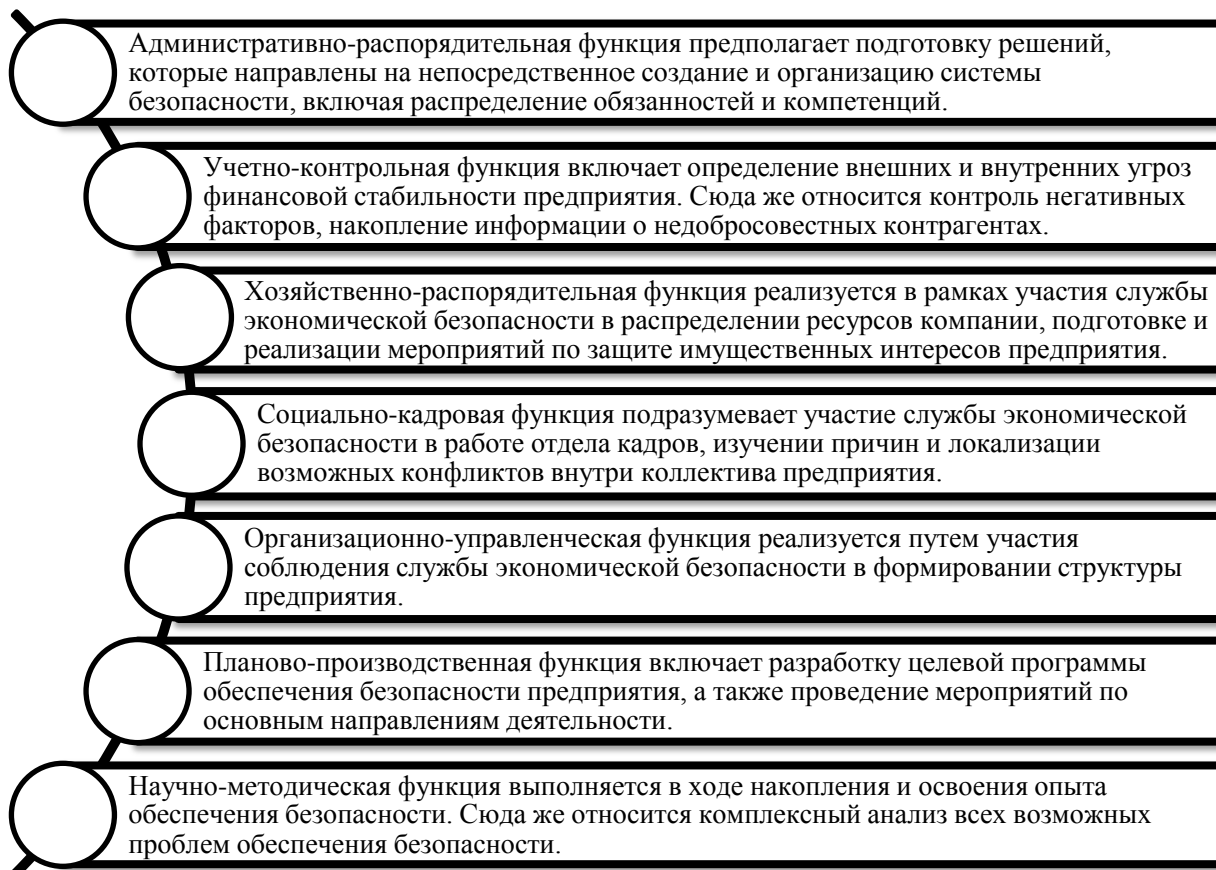 Административно-распорядительная функция предполагает подготовку решений,
которые направлены на непосредственное создание и организацию системы
безопасности, включая распределение обязанностей и компетенций.
Учетно-контрольная функция включает определение внешних и внутренних угроз
финансовой стабильности предприятия. Сюда же относится контроль негативных
факторов, накопление информации о недобросовестных контрагентах.
Хозяйственно-распорядительная функция реализуется в рамках участия службы
экономической безопасности в распределении ресурсов компании, подготовке и
реализации мероприятий по защите имущественных интересов предприятия.
Социально-кадровая функция подразумевает участие службы экономической
безопасности в работе отдела кадров, изучении причин и локализации
возможных конфликтов внутри коллектива предприятия.
Организационно-управленческая функция реализуется путем участия
соблюдения службы экономической безопасности в формировании структуры
предприятия.
Планово-производственная функция включает разработку целевой программы
обеспечения безопасности предприятия, а также проведение мероприятий по
основным направлениям деятельности.
Научно-методическая функция выполняется в ходе накопления и освоения опыта
обеспечения безопасности. Сюда же относится комплексный анализ всех возможных
проблем обеспечения безопасности.